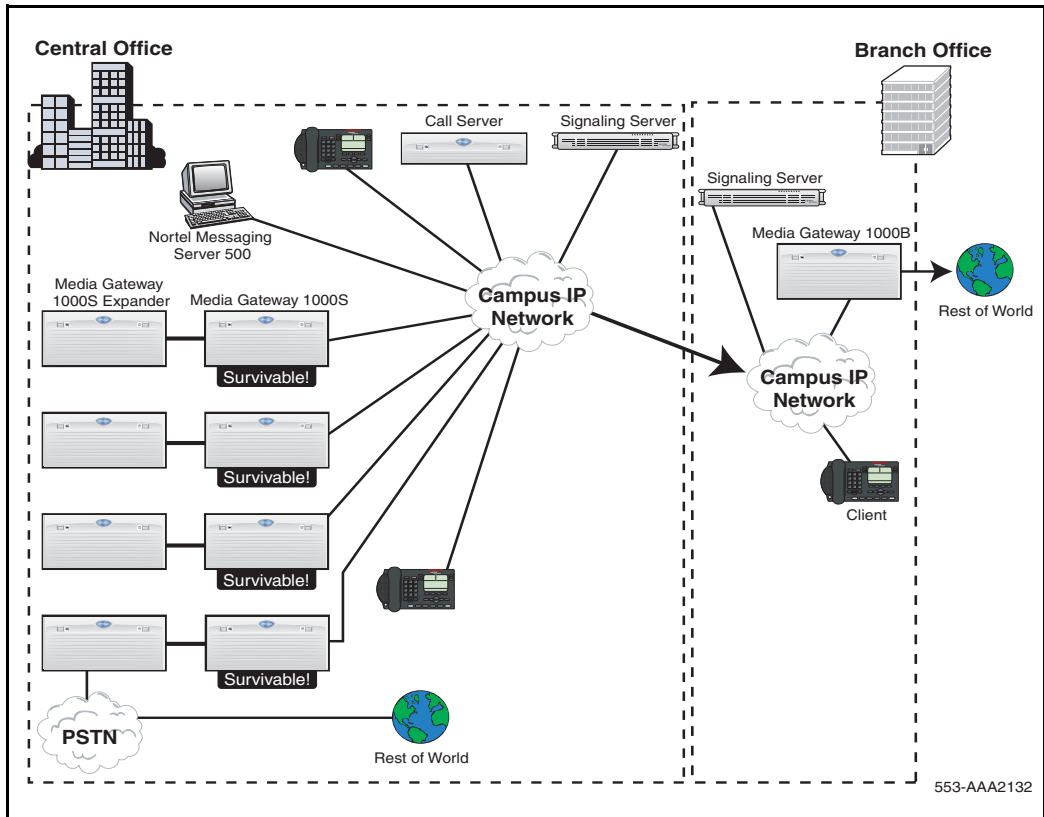 Central Office
Branch Office
Call Server
Signaling Server
Signaling Server
Nortel Messaging
Server 500
Media Gateway 1000B
Media Gateway
1000S Expander
Media Gateway 1000S
Campus IP
Network
Rest of World
Survivable!
Campus IP
Network
Survivable!
Client
Survivable!
Survivable!
PSTN
Rest of World
553-AAA2132